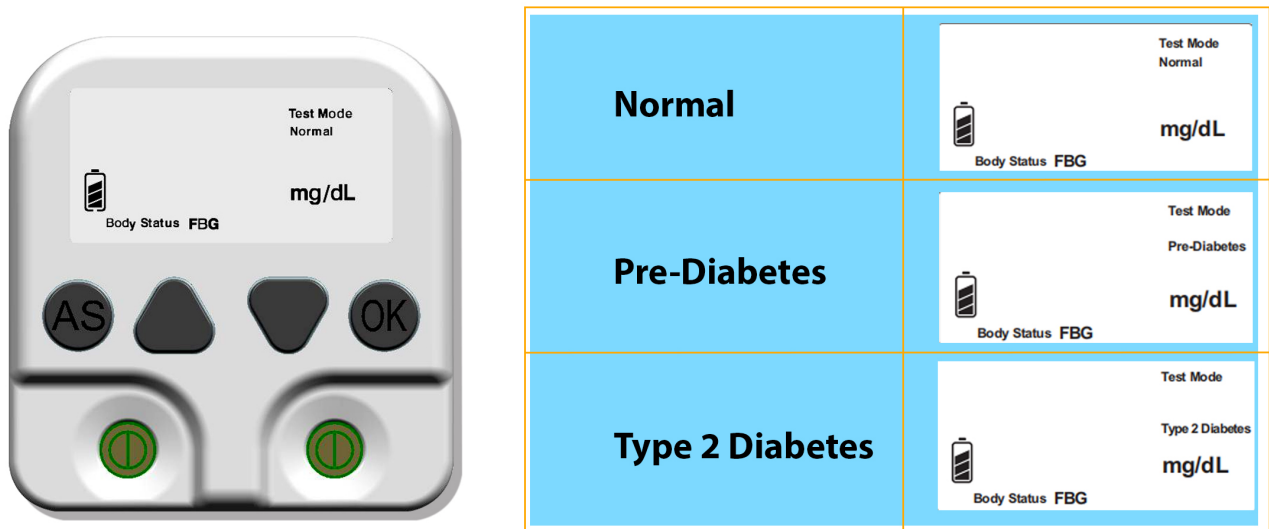 Test Mode
Normal
mg/dL
Body Status FBG
AS
OK
Normal
Test Mode
Normal
mg/dL
Body Status FBG
Pre-Diabetes
Test Mode
Pre-Diabetes
mg/dL
Body Status FBG
Type 2 Diabetes
Test Mode
Type 2 Diabetes
mg/dL
Body Status FBG